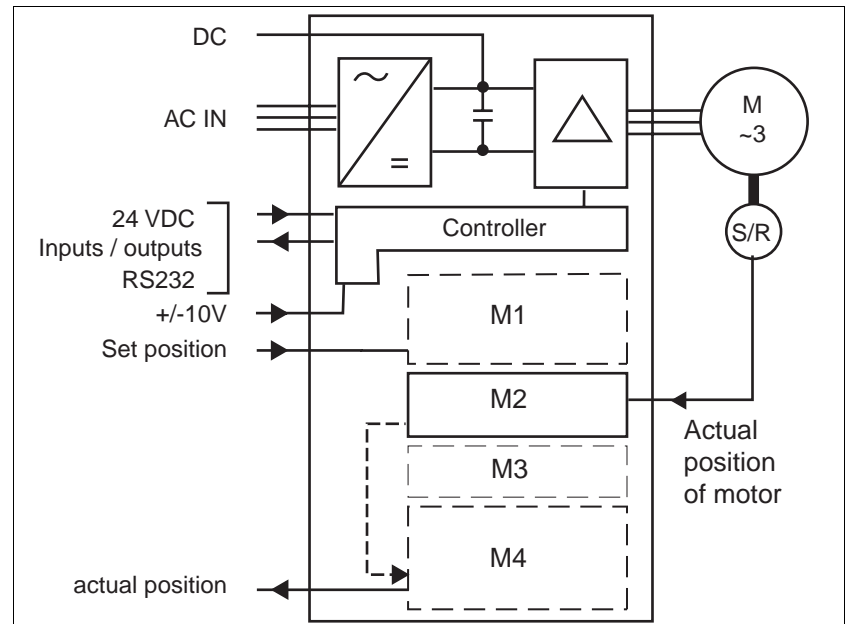 DC
AC IN
M
~3
24 VDC
Inputs / outputs
RS232
Controller
S/R
+/-10V
M1
Set position
M2
Actual
position
of motor
M3
M4
actual position